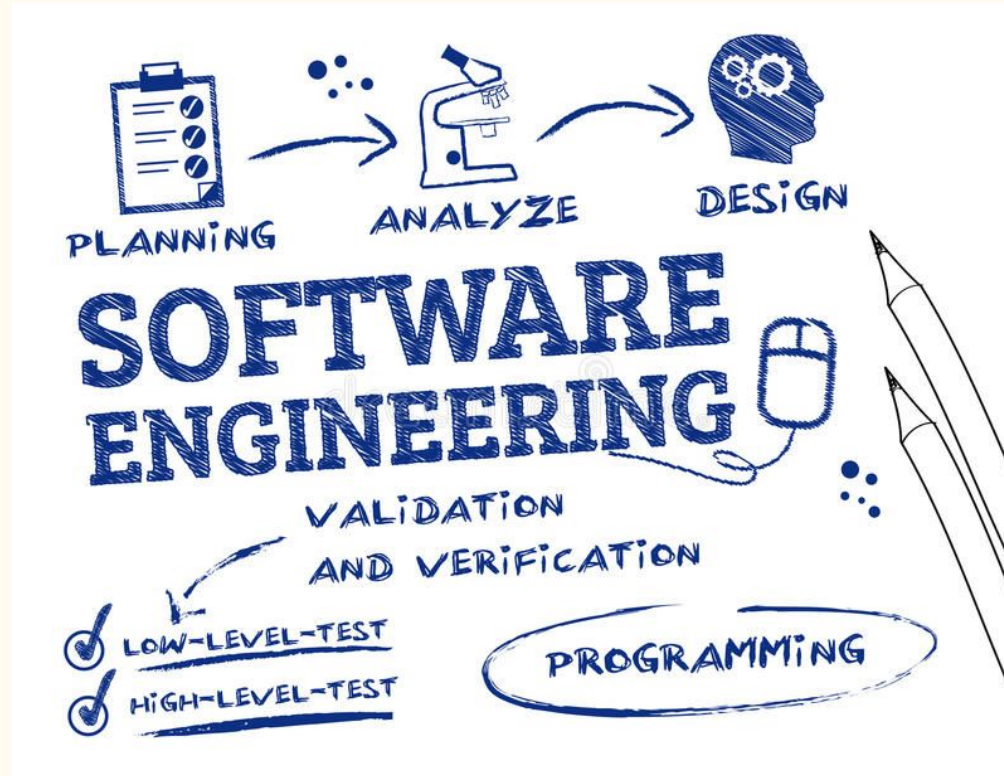 PLANNiNG
ANALYZE
DESiGN
SOFTWARE
ENGINEERING
VALiDATiON
AND VERiFiCATiON
LOW-LEVEL-TEST
HiGH-LEVEL-TEST
PROGRAMMiNG